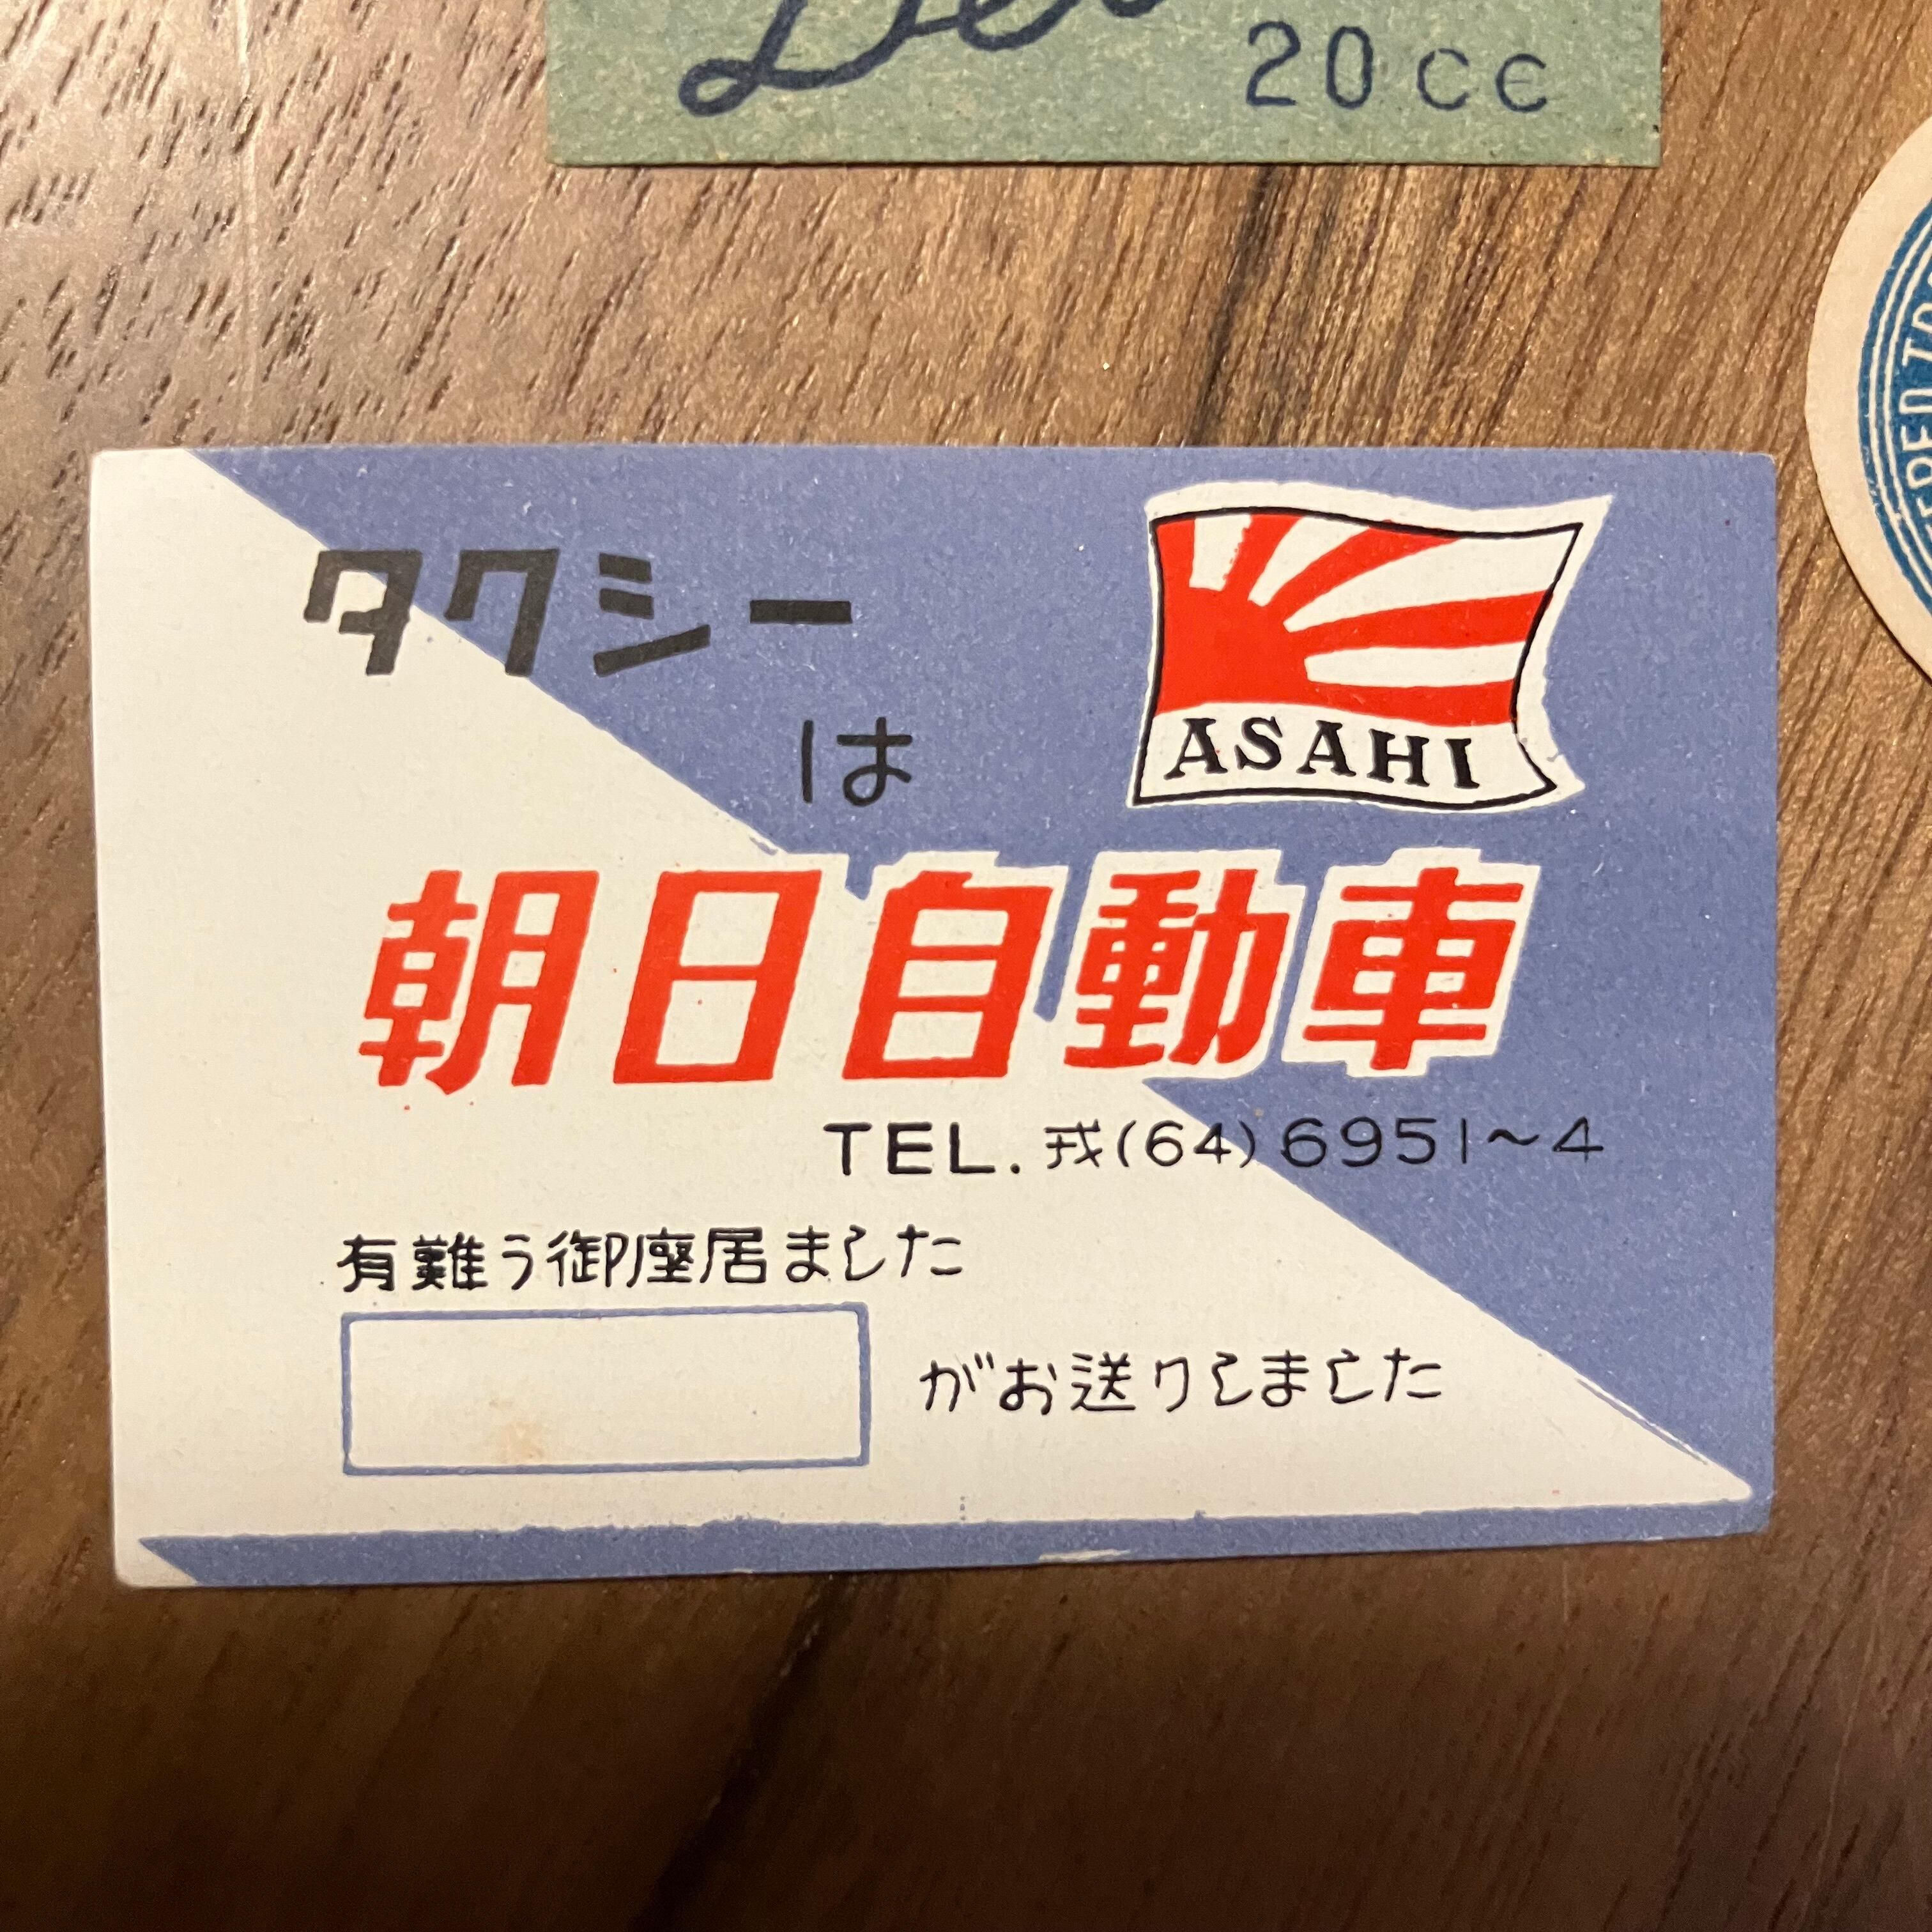 20cc
タクシー
は
ASAHI
朝日自動車
TEL. 戎(64)6951~4
有難う御座居ました
がお送りしました